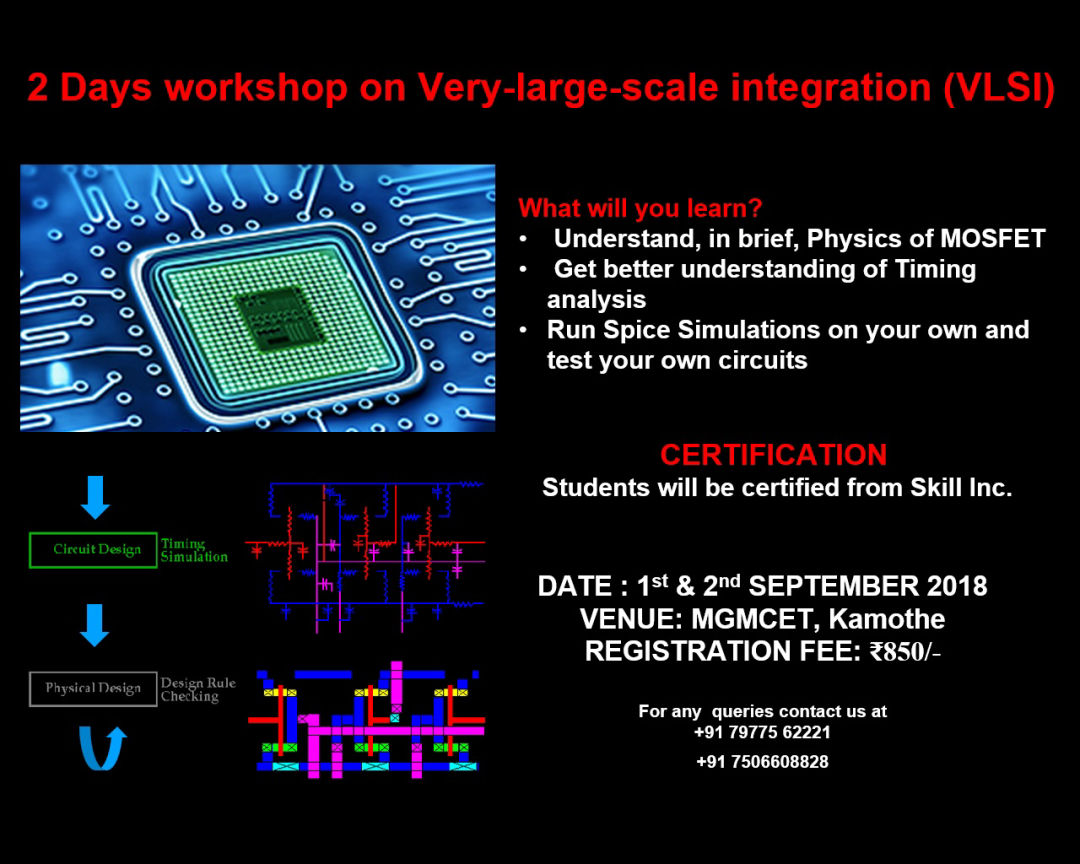 2 Days workshop on Very-large-scale integration (VLSI)
What will you learn?
• Understand, in brief, Physics of MOSFET
• Get better understanding of Timing
analysis
• Run Spice Simulations on your own and
test your own circuits
CERTIFICATION
Students will be certified from Skill Inc.
Circuit Design
Timing
Simulation
Physical Design
Design Rule
Checking
DATE : 1st & 2nd SEPTEMBER 2018
VENUE: MGMCET, Kamothe
REGISTRATION FEE: ₹850/-
For any queries contact us at
+91 79775 62221
+91 7506608828